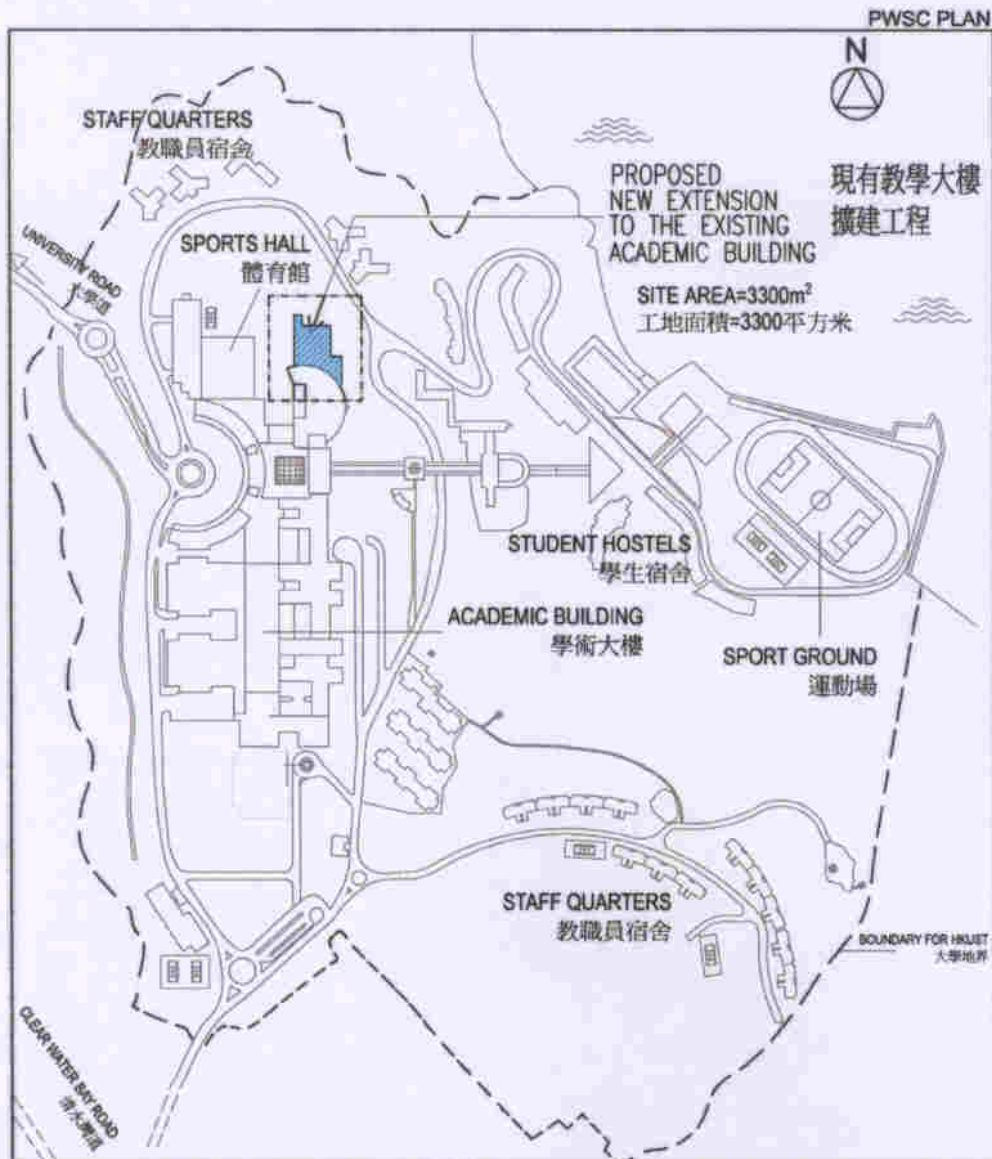 PWSC PLAN
N
STAFF QUARTERS
教職員宿舍
PROPOSED
NEW EXTENSION
TO THE EXISTING
ACADEMIC BUILDING
現有教學大樓
擴建工程
UNIVERSITY ROAD
大學道
SPORTS HALL
體育館
SITE AREA=3300m²
工地面積=3300平方米
STUDENT HOSTELS
學生宿舍
ACADEMIC BUILDING
學術大樓
SPORT GROUND
運動場
STAFF QUARTERS
教職員宿舍
BOUNDARY FOR HKUST
大學地界
CLEAR WATER BAY ROAD
清水灣道